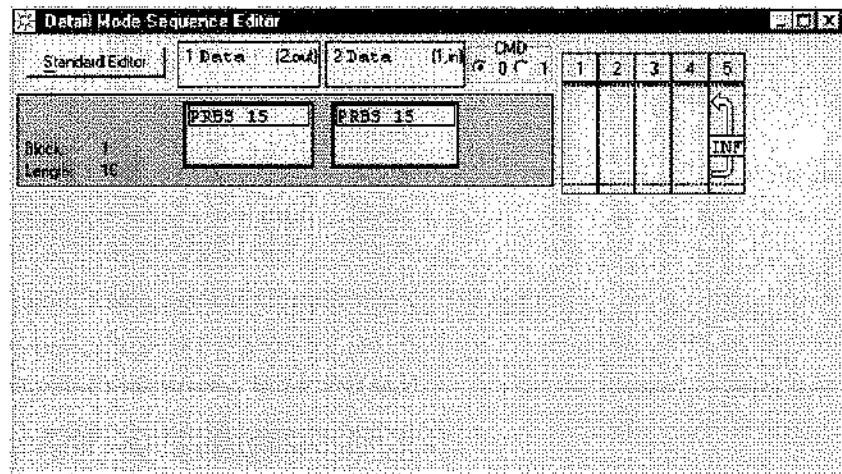 Detail Mode Sequence Editor
Standard Editor
1 Data (2,out)
2 Data (1,in)
CMD
0 1
1 2 3 4 5
PRBS 15 PRBS 15
INF
Block: 1
Length: 16